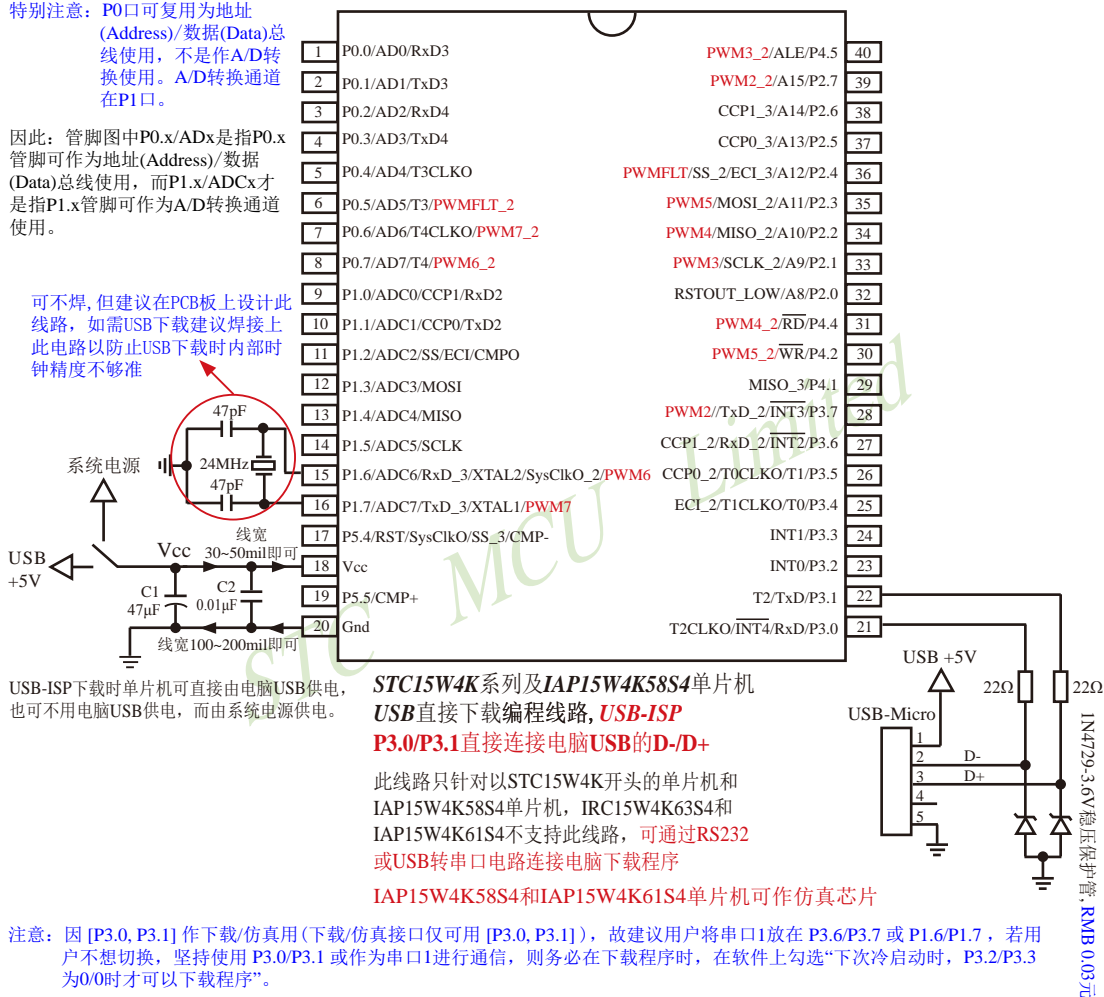 特别注意：P0口可复用为地址
(Address)/数据(Data)总
线使用，不是作A/D转
换使用。A/D转换通道
在P1口。
因此：管脚图中P0.x/ADx是指P0.x
管脚可作为地址(Address)/数据
(Data)总线使用，而P1.x/ADCx才
是指P1.x管脚可作为A/D转换通道
使用。
可不焊,但建议在PCB板上设计此
线路，如需USB下载建议焊接上
此电路以防止USB下载时内部时
钟精度不够准
47pF
24MHz
47pF
系统电源
USB
+5V
Vcc
线宽
30~50mil即可
C1
47μF
C2
0.01μF
线宽100~200mil即可
USB-ISP下载时单片机可直接由电脑USB供电，
也可不用电脑USB供电，而由系统电源供电。
1 P0.0/AD0/RxD3
2 P0.1/AD1/TxD3
3 P0.2/AD2/RxD4
4 P0.3/AD3/TxD4
5 P0.4/AD4/T3CLKO
6 P0.5/AD5/T3/PWMFLT_2
7 P0.6/AD6/T4CLKO/PWM7_2
8 P0.7/AD7/T4/PWM6_2
9 P1.0/ADC0/CCP1/RxD2
10 P1.1/ADC1/CCP0/TxD2
11 P1.2/ADC2/SS/ECI/CMPO
12 P1.3/ADC3/MOSI
13 P1.4/ADC4/MISO
14 P1.5/ADC5/SCLK
15 P1.6/ADC6/RxD_3/XTAL2/SysClkO_2/PWM6
16 P1.7/ADC7/TxD_3/XTAL1/PWM7
17 P5.4/RST/SysClkO/SS_3/CMP-
18 Vcc
19 P5.5/CMP+
20 Gnd
PWM3_2/ALE/P4.5 40
PWM2_2/A15/P2.7 39
CCP1_3/A14/P2.6 38
CCP0_3/A13/P2.5 37
PWMFLT/SS_2/ECI_3/A12/P2.4 36
PWM5/MOSI_2/A11/P2.3 35
PWM4/MISO_2/A10/P2.2 34
PWM3/SCLK_2/A9/P2.1 33
RSTOUT_LOW/A8/P2.0 32
PWM4_2/RD/P4.4 31
PWM5_2/WR/P4.2 30
MISO_3/P4.1 29
PWM2//TxD_2/INT3/P3.7 28
CCP1_2/RxD_2/INT2/P3.6 27
CCP0_2/T0CLKO/T1/P3.5 26
ECI_2/T1CLKO/T0/P3.4 25
INT1/P3.3 24
INT0/P3.2 23
T2/TxD/P3.1 22
T2CLKO/INT4/RxD/P3.0 21
STC MCU Limited
USB +5V
USB-Micro
1
2
3
4
5
D-
D+
22Ω
22Ω
1N4729-3.6V稳压保护管, RMB 0.03元
STC15W4K系列及IAP15W4K58S4单片机
USB直接下载编程线路, USB-ISP
P3.0/P3.1直接连接电脑USB的D-/D+
此线路只针对以STC15W4K开头的单片机和
IAP15W4K58S4单片机，IRC15W4K63S4和
IAP15W4K61S4不支持此线路，可通过RS232
或USB转串口电路连接电脑下载程序
IAP15W4K58S4和IAP15W4K61S4单片机可作仿真芯片
注意：因 [P3.0, P3.1] 作下载/仿真用(下载/仿真接口仅可用 [P3.0, P3.1] )，故建议用户将串口1放在 P3.6/P3.7 或 P1.6/P1.7，若用
户不想切换，坚持使用 P3.0/P3.1 或作为串口1进行通信，则务必在下载程序时，在软件上勾选“下次冷启动时，P3.2/P3.3
为0/0时才可以下载程序”。